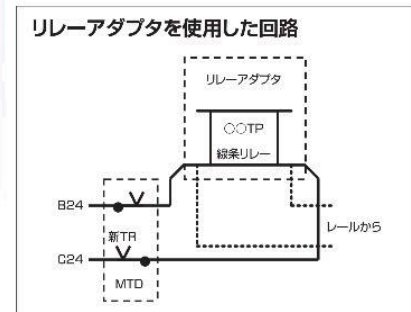 リレーアダプタを使用した回路
リレーアダプタ
○○TP
線条リレー
B24
レールから
新TR
C24
MTD